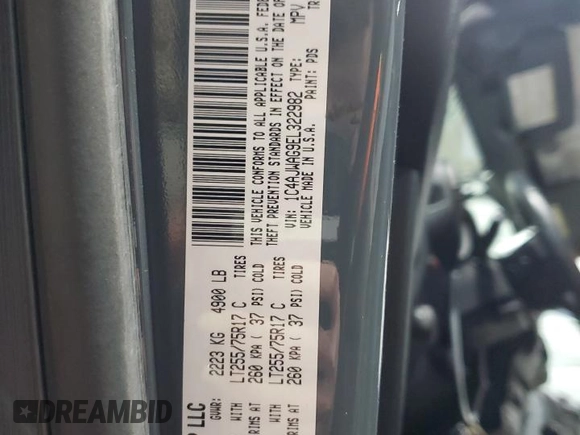 P LLC
GVWR: 2223 KG 4900 LB
WITH LT255/75R17 C TIRES
RIMS AT 260 KPA ( 37 PSI) COLD
WITH LT255/75R17 C TIRES
RIMS AT 260 KPA ( 37 PSI) COLD
THIS VEHICLE CONFORMS TO ALL APPLICABLE U.S.A.
THEFT PREVENTION STANDARDS IN EFFECT ON THE DATE OF
VIN: 1C4AJWAG9EL322982 TYPE: MPV
VEHICLE MADE IN U.S.A. PAINT: PDS TR
DREAMBID